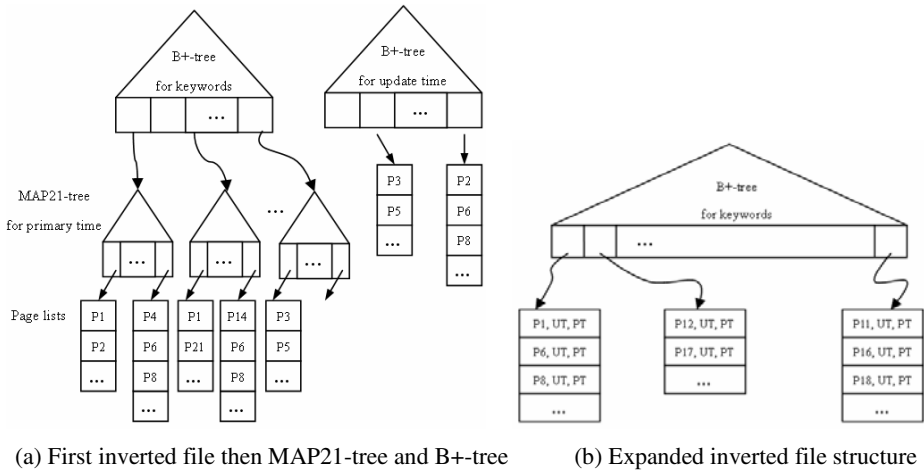 B+-tree
for keywords
...
B+-tree
for update time
...
MAP21-tree
for primary time
...
...
...
...
P3
P5
...
P2
P6
P8
...
Page lists
P1
P2
...
P4
P6
P8
...
P1
P21
...
P14
P6
P8
...
P3
P5
...
B+-tree
for keywords
...
P1, UT, PT
P6, UT, PT
P8, UT, PT
...
P12, UT, PT
P17, UT, PT
...
P11, UT, PT
P16, UT, PT
P18, UT, PT
...
(a) First inverted file then MAP21-tree and B+-tree
(b) Expanded inverted file structure